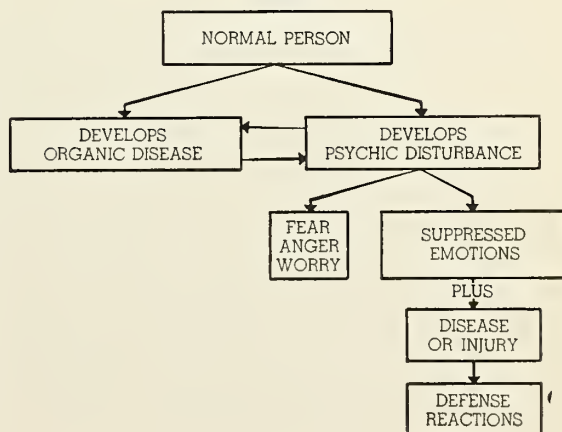 NORMAL PERSON
DEVELOPS
ORGANIC DISEASE
DEVELOPS
PSYCHIC DISTURBANCE
FEAR
ANGER
WORRY
SUPPRESSED
EMOTIONS
PLUS
DISEASE
OR INJURY
DEFENSE
REACTIONS